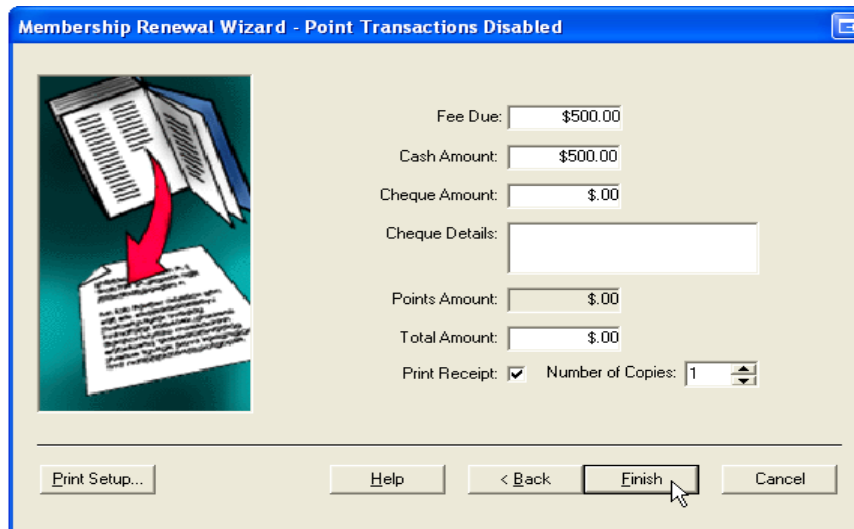 Membership Renewal Wizard - Point Transactions Disabled
Fee Due: $500.00
Cash Amount: $500.00
Cheque Amount: $.00
Cheque Details:
Points Amount: $.00
Total Amount: $.00
Print Receipt: Number of Copies: 1
Print Setup... Help < Back Finish Cancel